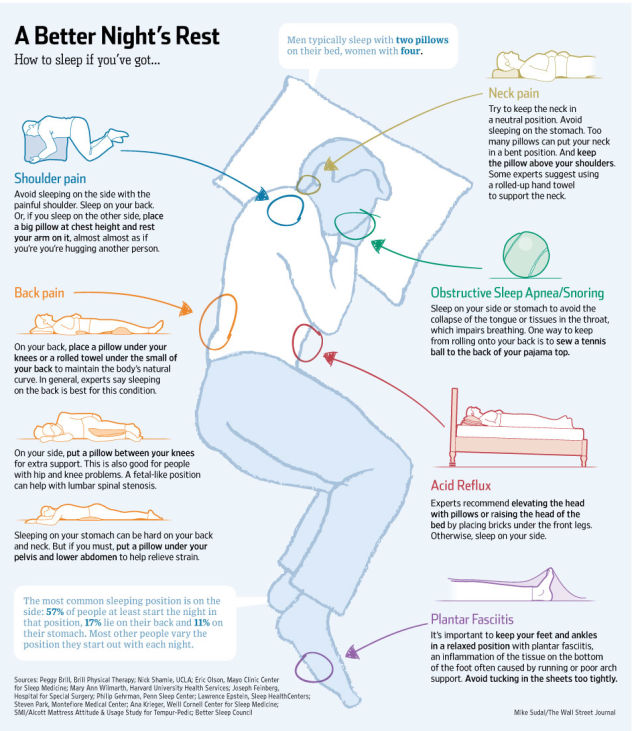 A Better Night's Rest
How to sleep if you've got...
Men typically sleep with two pillows
on their bed, women with four.
Neck pain
Try to keep the neck in
a neutral position. Avoid
sleeping on the stomach. Too
many pillows can put your neck
in a bent position. And keep
the pillow above your shoulders.
Some experts suggest using
a rolled-up hand towel
to support the neck.
Shoulder pain
Avoid sleeping on the side with the
painful shoulder. Sleep on your back.
Or, if you sleep on the other side, place
a big pillow at chest height and rest
your arm on it, almost almost as if
you're you're hugging another person.
Obstructive Sleep Apnea/Snoring
Sleep on your side or stomach to avoid the
collapse of the tongue or tissues in the throat,
which impairs breathing. One way to keep
from rolling onto your back is to sew a tennis
ball to the back of your pajama top.
Back pain
On your back, place a pillow under your
knees or a rolled towel under the small of
your back to maintain the body's natural
curve. In general, experts say sleeping
on the back is best for this condition.
On your side, put a pillow between your knees
for extra support. This is also good for people
with hip and knee problems. A fetal-like position
can help with lumbar spinal stenosis.
Sleeping on your stomach can be hard on your back
and neck. But if you must, put a pillow under your
pelvis and lower abdomen to help relieve strain.
Acid Reflux
Experts recommend elevating the head
with pillows or raising the head of the
bed by placing bricks under the front legs.
Otherwise, sleep on your side.
Plantar Fasciitis
It's important to keep your feet and ankles
in a relaxed position with plantar fasciitis,
an inflammation of the tissue on the bottom
of the foot often caused by running or poor arch
support. Avoid tucking in the sheets too tightly.
The most common sleeping position is on the
side; 57% of people at least start the night in
that position, 17% lie on their back and 11% on
their stomach. Most other people vary the
position they start out with each night.
Sources: Peggy Brill, Brill Physical Therapy; Nick Shamie, UCLA; Eric Olson, Mayo Clinic Center
for Sleep Medicine; Mary Ann Wilmarth, Harvard University Health Services; Joseph Feinberg,
Hospital for Special Surgery; Philip Gehrman, Penn Sleep Center; Lawrence Epstein, Sleep HealthCenters;
Steven Park, Montefiore Medical Center; Ana Krieger, Weill Cornell Center for Sleep Medicine;
SMI/Alcott Mattress Attitude & Usage Study for Tempur-Pedic; Better Sleep Council
Mike Sudal/The Wall Street Journal